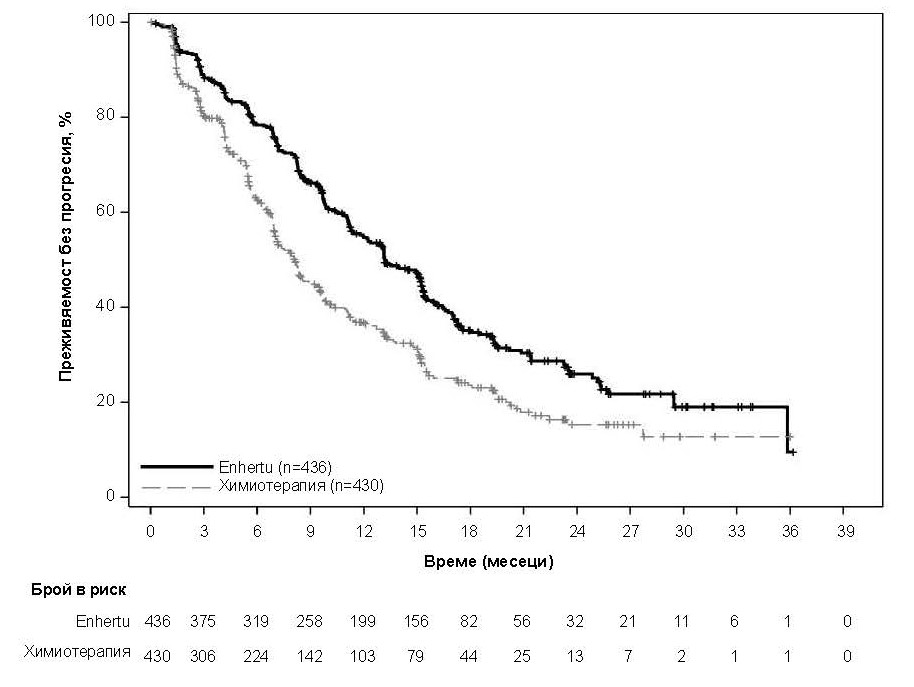 100
80
60
40
20
0
Преживяемост без прогресия, %
Enhertu (n=436)
Химиотерапия (n=430)
0 3 6 9 12 15 18 21 24 27 30 33 36 39
Време (месеци)
Брой в риск
Enhertu 436 375 319 258 199 156 82 56 32 21 11 6 1 0
Химиотерапия 430 306 224 142 103 79 44 25 13 7 2 1 1 0